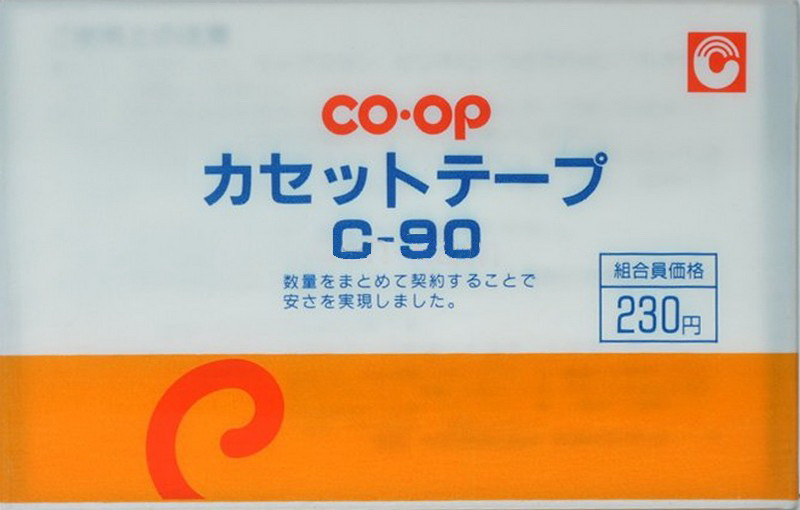 CO·OP
カセットテープ
C-90
数量をまとめて契約することで
安さを実現しました。
組合員価格
230円